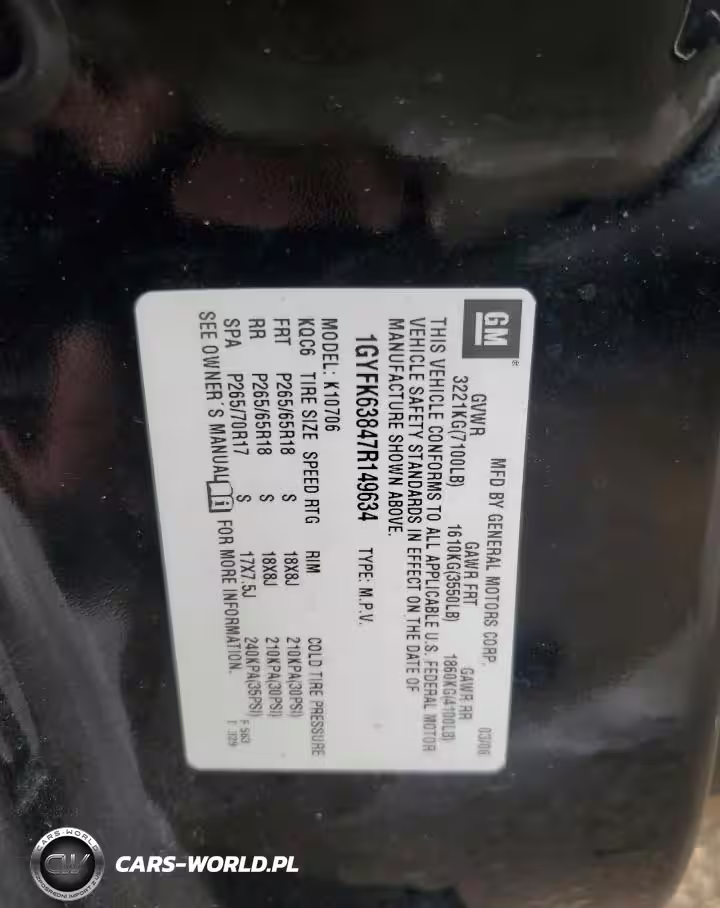 GM ®
MFD BY GENERAL MOTORS CORP. 03/06
GVWR GAWR FRT GAWR RR
3221KG(7100LB) 1610KG(3550LB) 1860KG(4100LB)
THIS VEHICLE CONFORMS TO ALL APPLICABLE U.S. FEDERAL MOTOR
VEHICLE SAFETY STANDARDS IN EFFECT ON THE DATE OF
MANUFACTURE SHOWN ABOVE.
1GYFK63847R149634 TYPE: M.P.V.
MODEL: K10706
KQC6 TIRE SIZE SPEED RTG RIM COLD TIRE PRESSURE
FRT P265/65R18 S 18X8J 210KPA(30PSI)
RR P265/65R18 S 18X8J 210KPA(30PSI)
SPA P265/70R17 S 17X7.5J 240KPA(35PSI)
SEE OWNER'S MANUAL FOR MORE INFORMATION.
CARS-WORLD
CW
CARS-WORLD.PL